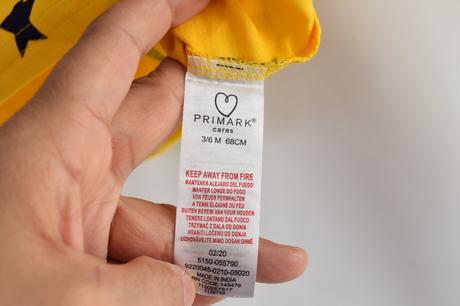 PRIMARK®
cares
3/6 M 68CM
KEEP AWAY FROM FIRE
MANTENER ALEJADO DEL FUEGO
MANTER LONGE DO FOGO
VON FEUER FERNHALTEN
A TENIR ÉLOIGNÉ DU FEU
BUITEN BEREIK VAN VUUR HOUDEN
TENERE LONTANO DAL FUOCO
TRZYMAĆ Z DALA OD OGNIA
HRANITI LOČENO OD OGNJA
UCHOVÁVEJTE MIMO DOSAH OHNĚ
02/20
5150-055790
9220045-0210-05020
MADE IN INDIA